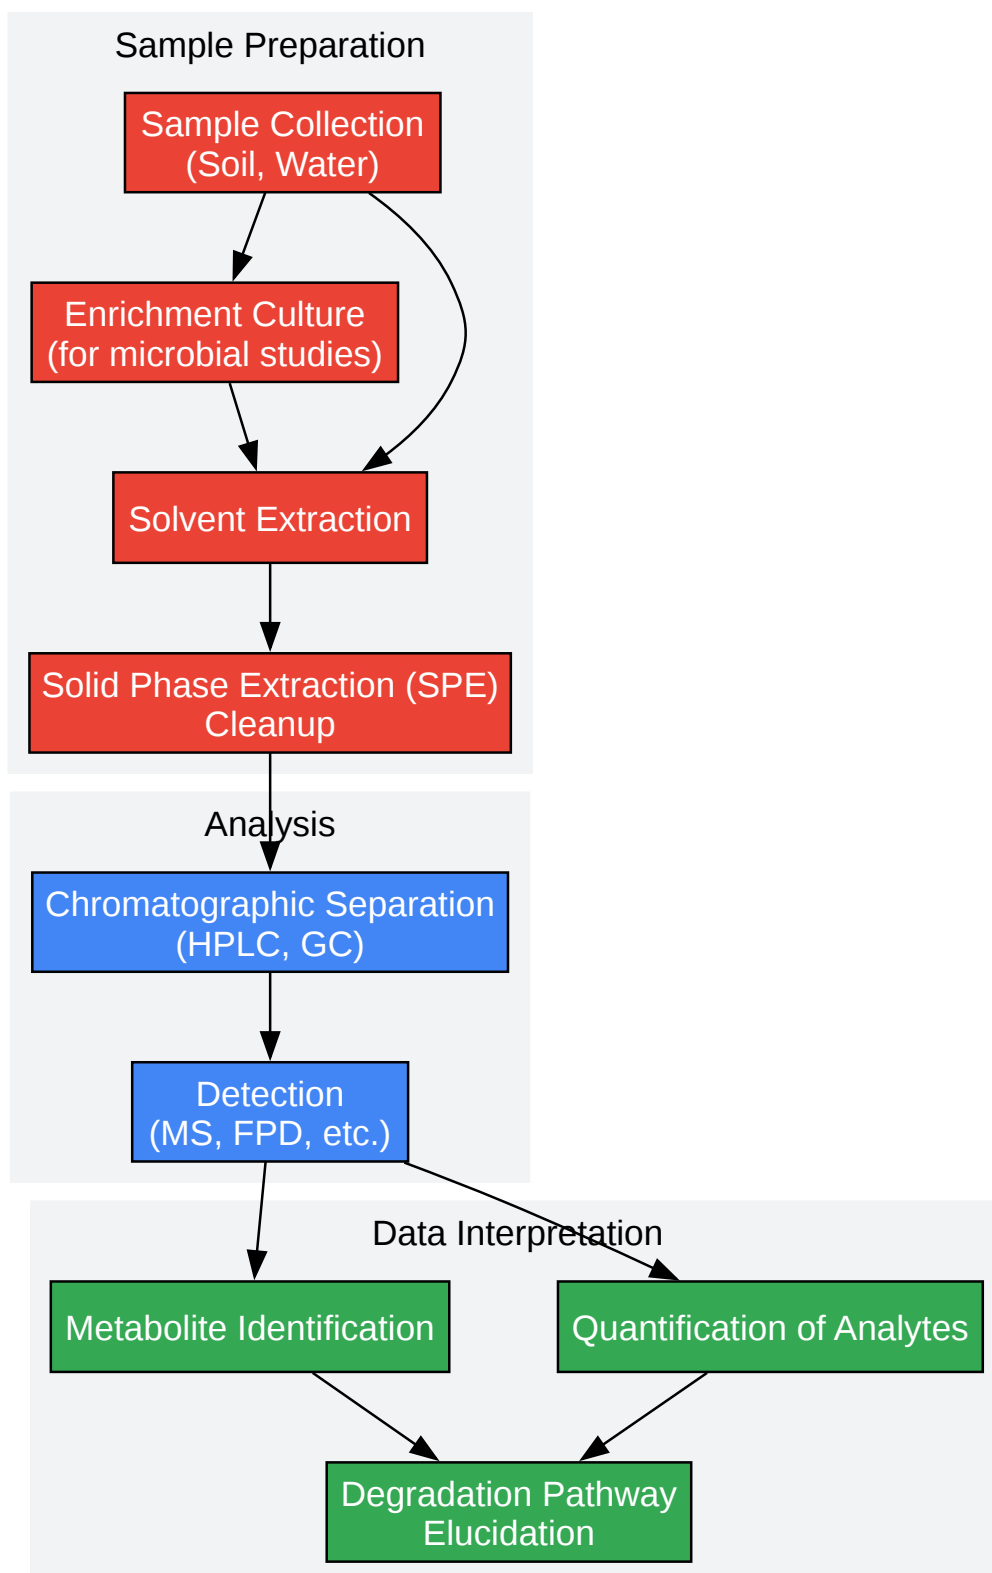 Sample Preparation
Sample Collection
(Soil, Water)
Enrichment Culture
(for microbial studies)
Solvent Extraction
Solid Phase Extraction (SPE)
Cleanup
Analysis
Chromatographic Separation
(HPLC, GC)
Detection
(MS, FPD, etc.)
Data Interpretation
Metabolite Identification
Quantification of Analytes
Degradation Pathway
Elucidation